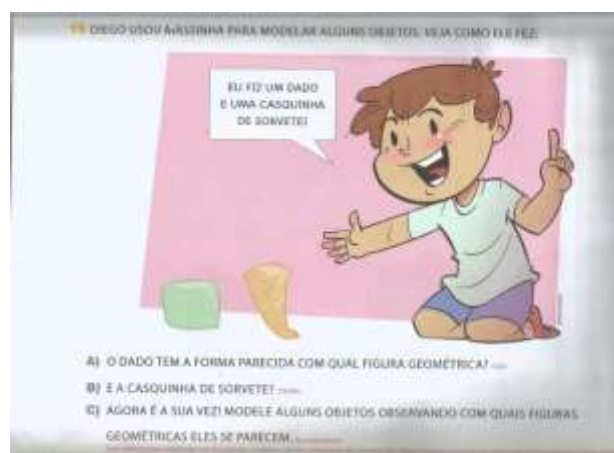 DIEGO USOU MASSINHA PARA MODELAR ALGUNS OBJETOS. VEJA COMO ELE FEZ:
EU FIZ UM DADO
E UMA CASQUINHA
DE SORVETE!
A) O DADO TEM A FORMA PARECIDA COM QUAL FIGURA GEOMÉTRICA?
B) E A CASQUINHA DE SORVETE?
C) AGORA É A SUA VEZ! MODELE ALGUNS OBJETOS OBSERVANDO COM QUAIS FIGURAS
GEOMÉTRICAS ELES SE PARECEM.